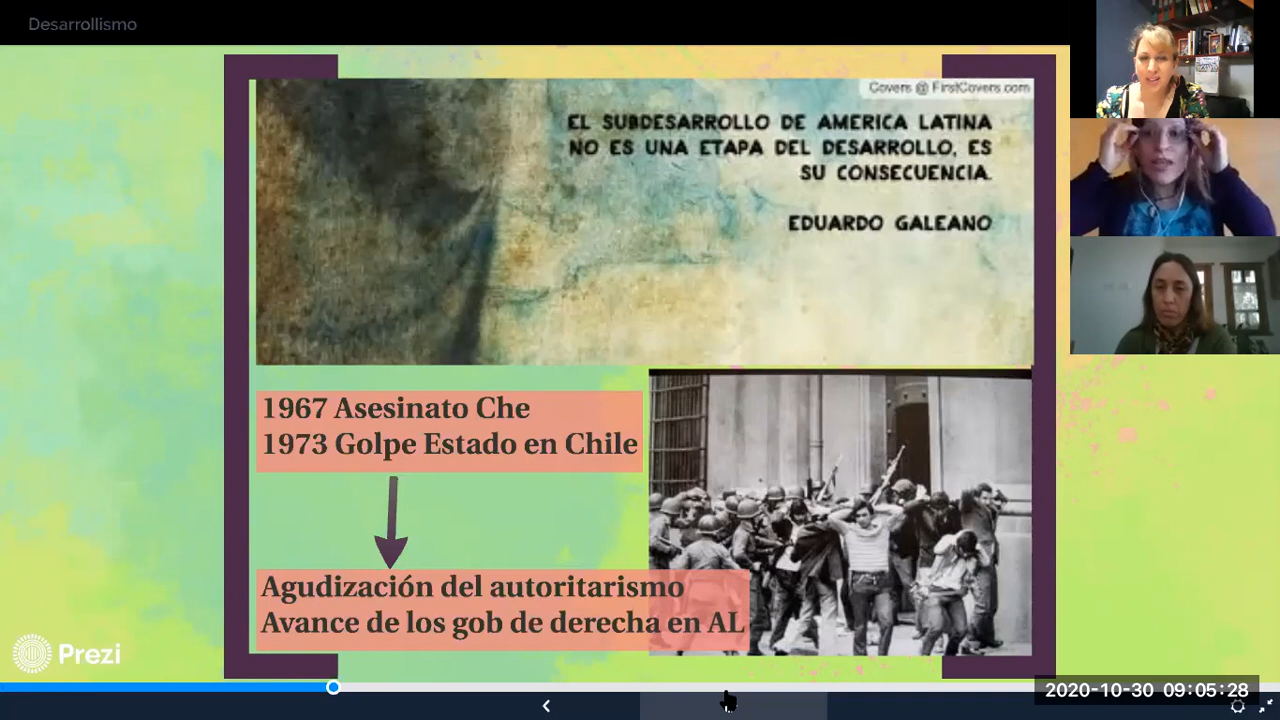 Desarrollismo
Covers @ FirstCovers.com
EL SUBDESARROLLO DE AMERICA LATINA
NO ES UNA ETAPA DEL DESARROLLO, ES
SU CONSECUENCIA.
EDUARDO GALEANO
1967 Asesinato Che
1973 Golpe Estado en Chile
Agudización del autoritarismo
Avance de los gob de derecha en AL
Prezi
2020-10-30 09:05:28